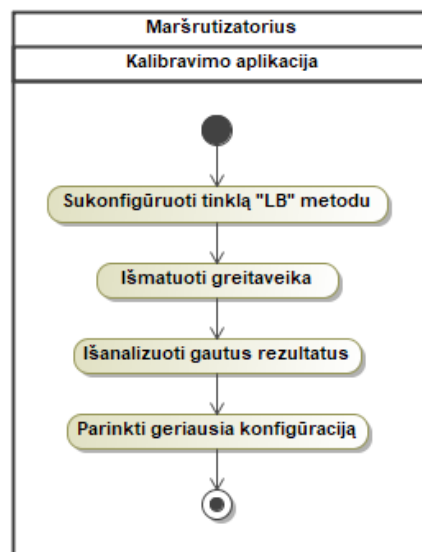 Maršrutizatorius
Kalibravimo aplikacija
Sukonfigūruoti tinklą "LB" metodu
Išmatuoti greitaveika
Išanalizuoti gautus rezultatus
Parinkti geriausia konfigūraciją